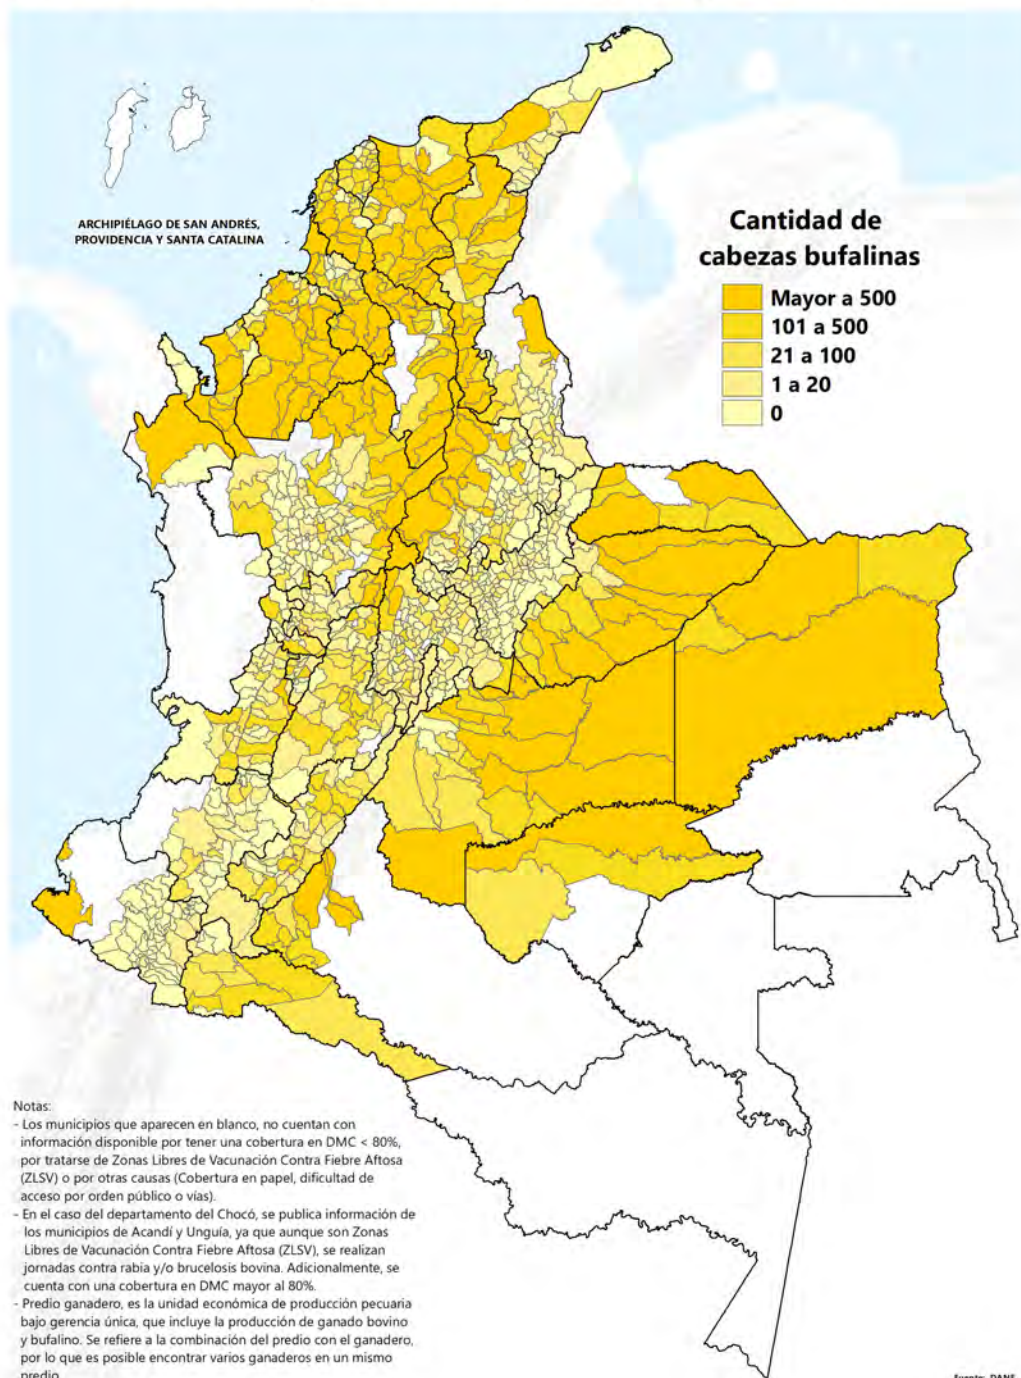 ARCHIPIÉLAGO DE SAN ANDRÉS,
PROVIDENCIA Y SANTA CATALINA
Cantidad de
cabezas bufalinas
Mayor a 500
101 a 500
21 a 100
1 a 20
0
Notas:
- Los municipios que aparecen en blanco, no cuentan con
información disponible por tener una cobertura en DMC < 80%,
por tratarse de Zonas Libres de Vacunación Contra Fiebre Aftosa
(ZLSV) o por otras causas (Cobertura en papel, dificultad de
acceso por orden público o vías).
- En el caso del departamento del Chocó, se publica información de
los municipios de Acandí y Unguía, ya que aunque son Zonas
Libres de Vacunación Contra Fiebre Aftosa (ZLSV), se realizan
jornadas contra rabia y/o brucelosis bovina. Adicionalmente, se
cuenta con una cobertura en DMC mayor al 80%.
- Predio ganadero, es la unidad económica de producción pecuaria
bajo gerencia única, que incluye la producción de ganado bovino
y bufalino. Se refiere a la combinación del predio con el ganadero,
por lo que es posible encontrar varios ganaderos en un mismo
predio
Fuente: DANE